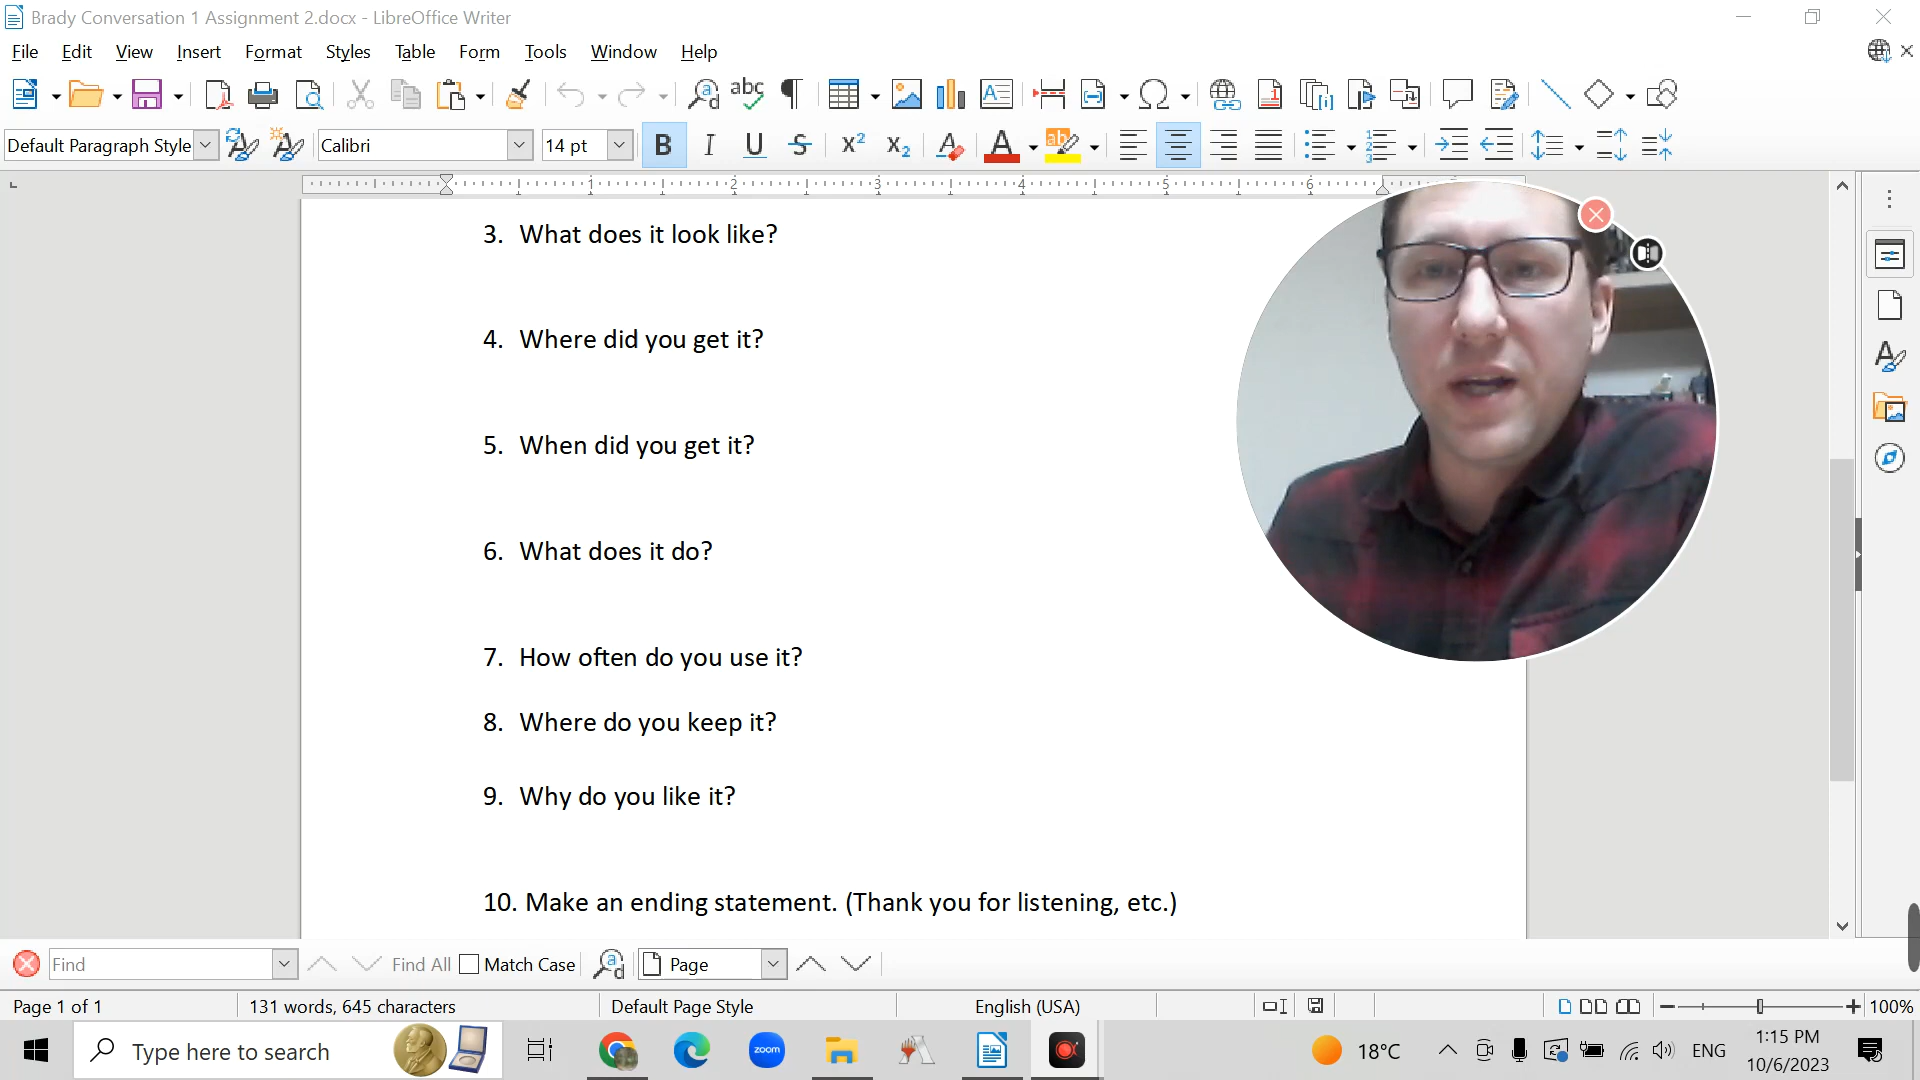 Brady Conversation 1 Assignment 2.docx - LibreOffice Writer
File Edit View Insert Format Styles Table Form Tools Window Help
Default Paragraph Style Calibri 14 pt
3. What does it look like?
4. Where did you get it?
5. When did you get it?
6. What does it do?
7. How often do you use it?
8. Where do you keep it?
9. Why do you like it?
10. Make an ending statement. (Thank you for listening, etc.)
Find Find All Match Case Page
Page 1 of 1 131 words, 645 characters Default Page Style English (USA) 100%
Type here to search zoom 18°C ENG 1:15 PM
10/6/2023